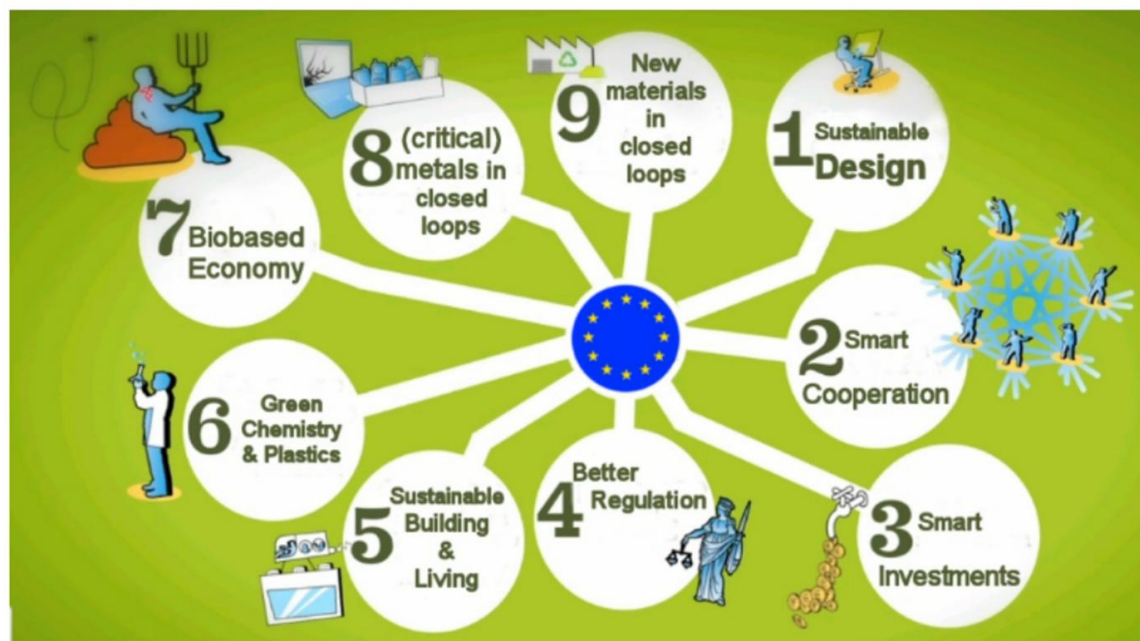 1 Sustainable
Design
2 Smart
Cooperation
3 Smart
Investments
4 Better
Regulation
5 Sustainable
Building
&
Living
6 Green
Chemistry
& Plastics
7 Biobased
Economy
8 (critical)
metals in
closed
loops
9 New
materials
in
closed
loops